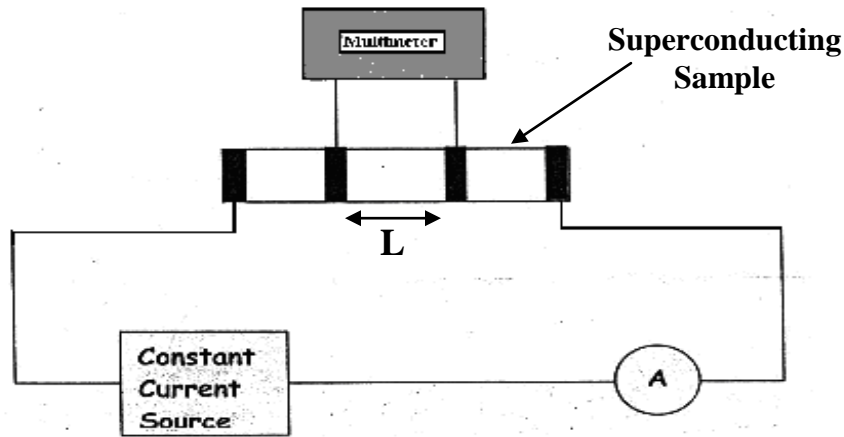 Multimeter
Superconducting
Sample
L
Constant
Current
Source
A